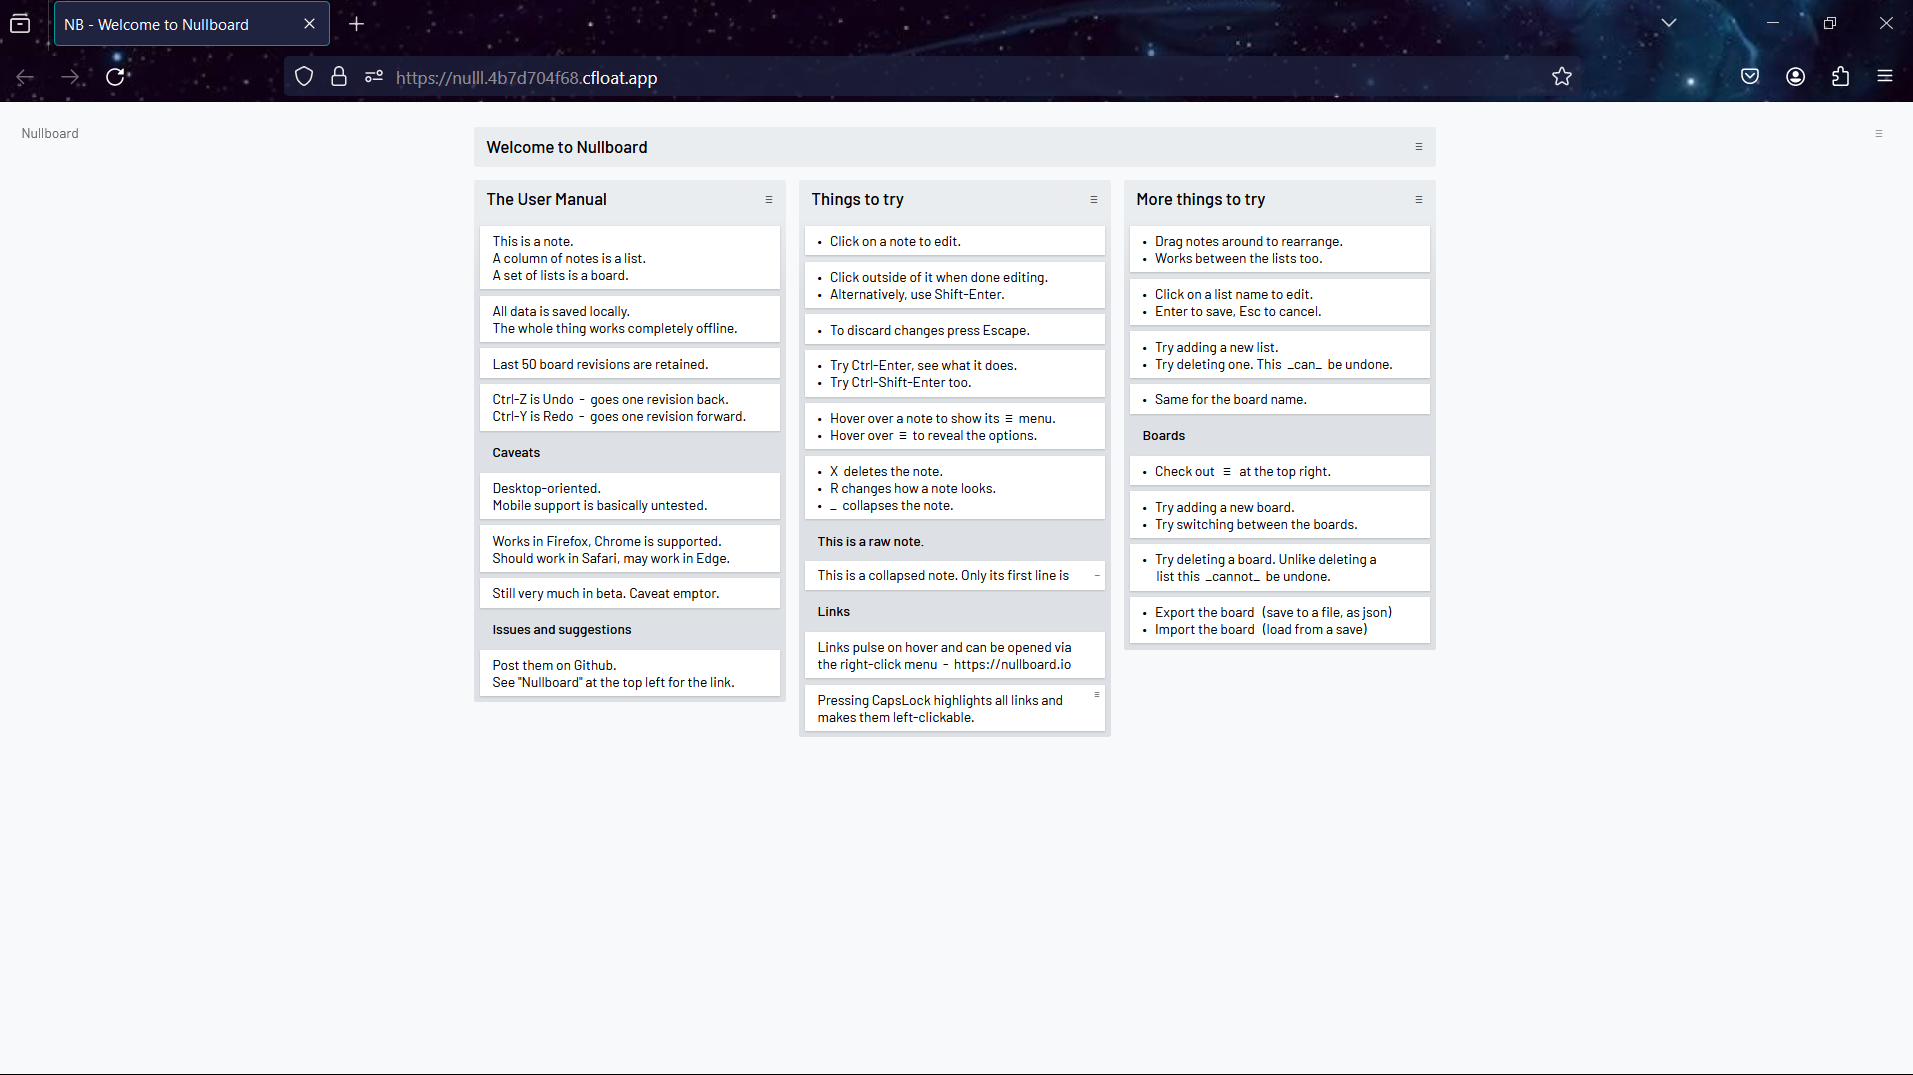 NB - Welcome to Nullboard
https://nulll.4b7d704f68.cfloat.app
Nullboard
Welcome to Nullboard
The User Manual
This is a note.
A column of notes is a list.
A set of lists is a board.
All data is saved locally.
The whole thing works completely offline.
Last 50 board revisions are retained.
Ctrl-Z is Undo - goes one revision back.
Ctrl-Y is Redo - goes one revision forward.
Caveats
Desktop-oriented.
Mobile support is basically untested.
Works in Firefox, Chrome is supported.
Should work in Safari, may work in Edge.
Still very much in beta. Caveat emptor.
Issues and suggestions
Post them on Github.
See "Nullboard" at the top left for the link.
Things to try
• Click on a note to edit.
• Click outside of it when done editing.
• Alternatively, use Shift-Enter.
• To discard changes press Escape.
• Try Ctrl-Enter, see what it does.
• Try Ctrl-Shift-Enter too.
• Hover over a note to show its ≡ menu.
• Hover over ≡ to reveal the options.
• X deletes the note.
• R changes how a note looks.
• _ collapses the note.
This is a raw note.
This is a collapsed note. Only its first line is
Links
Links pulse on hover and can be opened via
the right-click menu - https://nullboard.io
Pressing CapsLock highlights all links and
makes them left-clickable.
More things to try
• Drag notes around to rearrange.
• Works between the lists too.
• Click on a list name to edit.
• Enter to save, Esc to cancel.
• Try adding a new list.
• Try deleting one. This _can_ be undone.
• Same for the board name.
Boards
• Check out ≡ at the top right.
• Try adding a new board.
• Try switching between the boards.
• Try deleting a board. Unlike deleting a
list this _cannot_ be undone.
• Export the board (save to a file, as json)
• Import the board (load from a save)